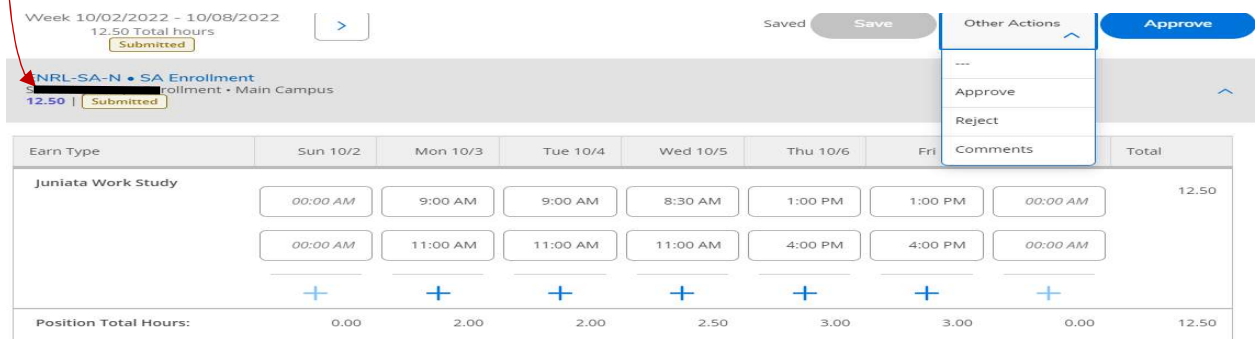 Week 10/02/2022 - 10/08/2022
12.50 Total hours
Submitted
>
Saved
Save
Other Actions
Approve
---
Approve
Reject
Comments
ENRL-SA-N • SA Enrollment
rollment • Main Campus
12.50 | Submitted
Earn Type Sun 10/2 Mon 10/3 Tue 10/4 Wed 10/5 Thu 10/6 Fri Total
Juniata Work Study
00:00 AM 9:00 AM 9:00 AM 8:30 AM 1:00 PM 1:00 PM 00:00 AM 12.50
00:00 AM 11:00 AM 11:00 AM 11:00 AM 4:00 PM 4:00 PM 00:00 AM
+ + + + + + +
Position Total Hours: 0.00 2.00 2.00 2.50 3.00 3.00 0.00 12.50